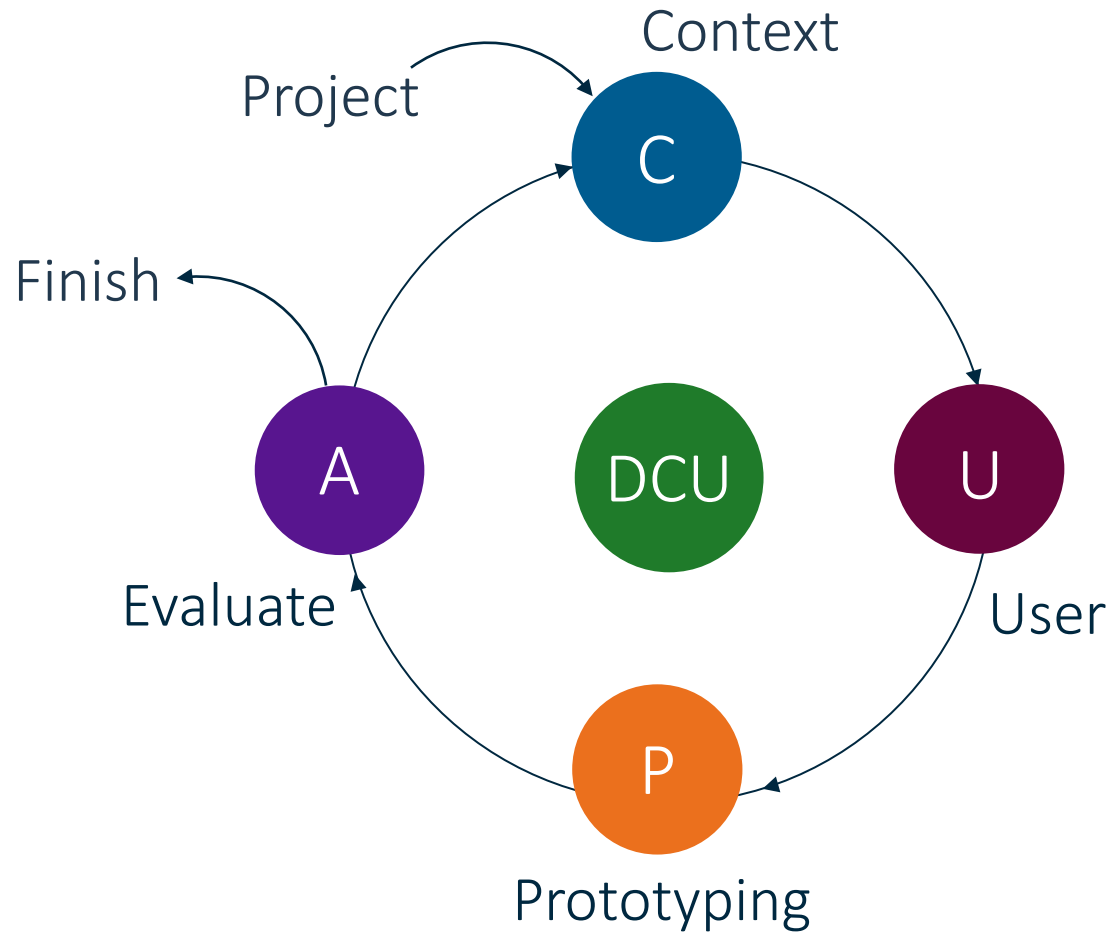 Context
Project
C
Finish
A
DCU
U
Evaluate
User
P
Prototyping